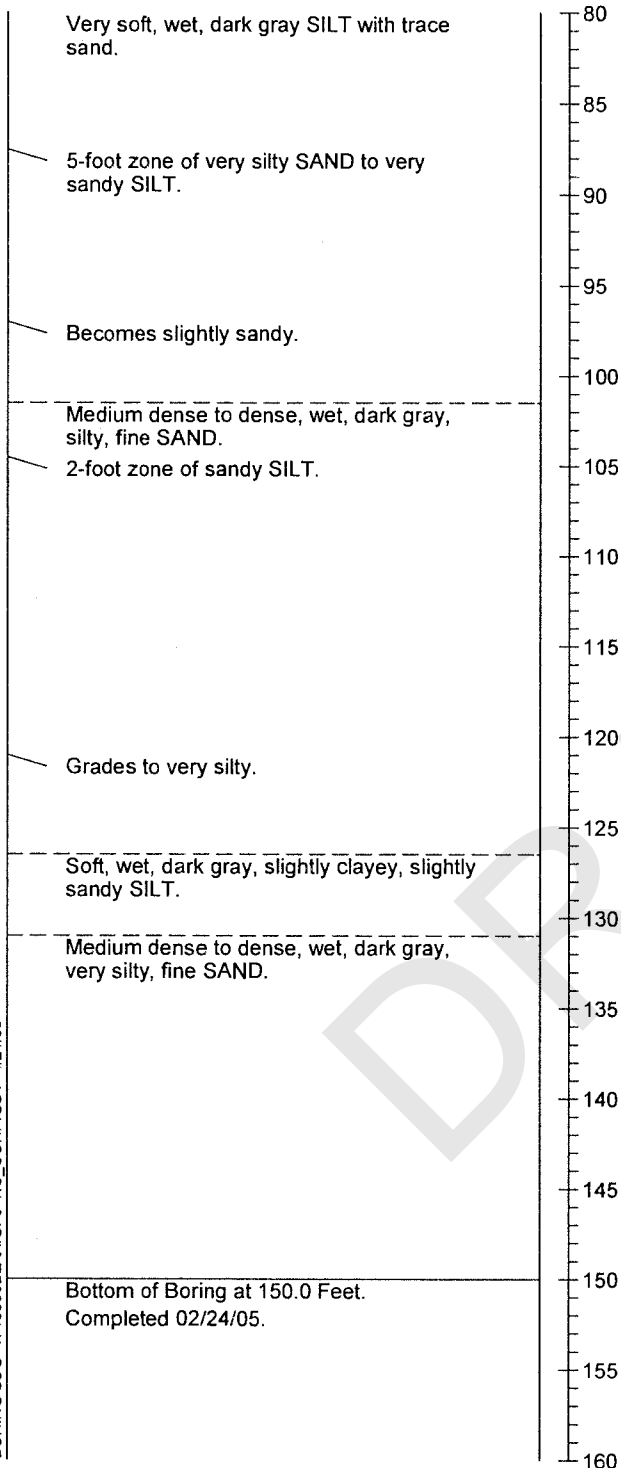 Very soft, wet, dark gray SILT with trace
sand.
80
85
5-foot zone of very silty SAND to very
sandy SILT.
90
95
Becomes slightly sandy.
100
Medium dense to dense, wet, dark gray,
silty, fine SAND.
2-foot zone of sandy SILT.
105
110
115
120
Grades to very silty.
125
Soft, wet, dark gray, slightly clayey, slightly
sandy SILT.
130
Medium dense to dense, wet, dark gray,
very silty, fine SAND.
135
140
145
150
Bottom of Boring at 150.0 Feet.
Completed 02/24/05.
155
160
DR